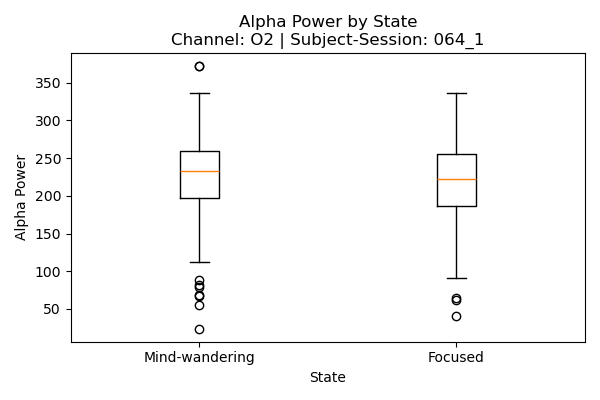 Alpha Power by State
Channel: O2 | Subject-Session: 064_1
Alpha Power
350
300
250
200
150
100
50
Mind-wandering
Focused
State